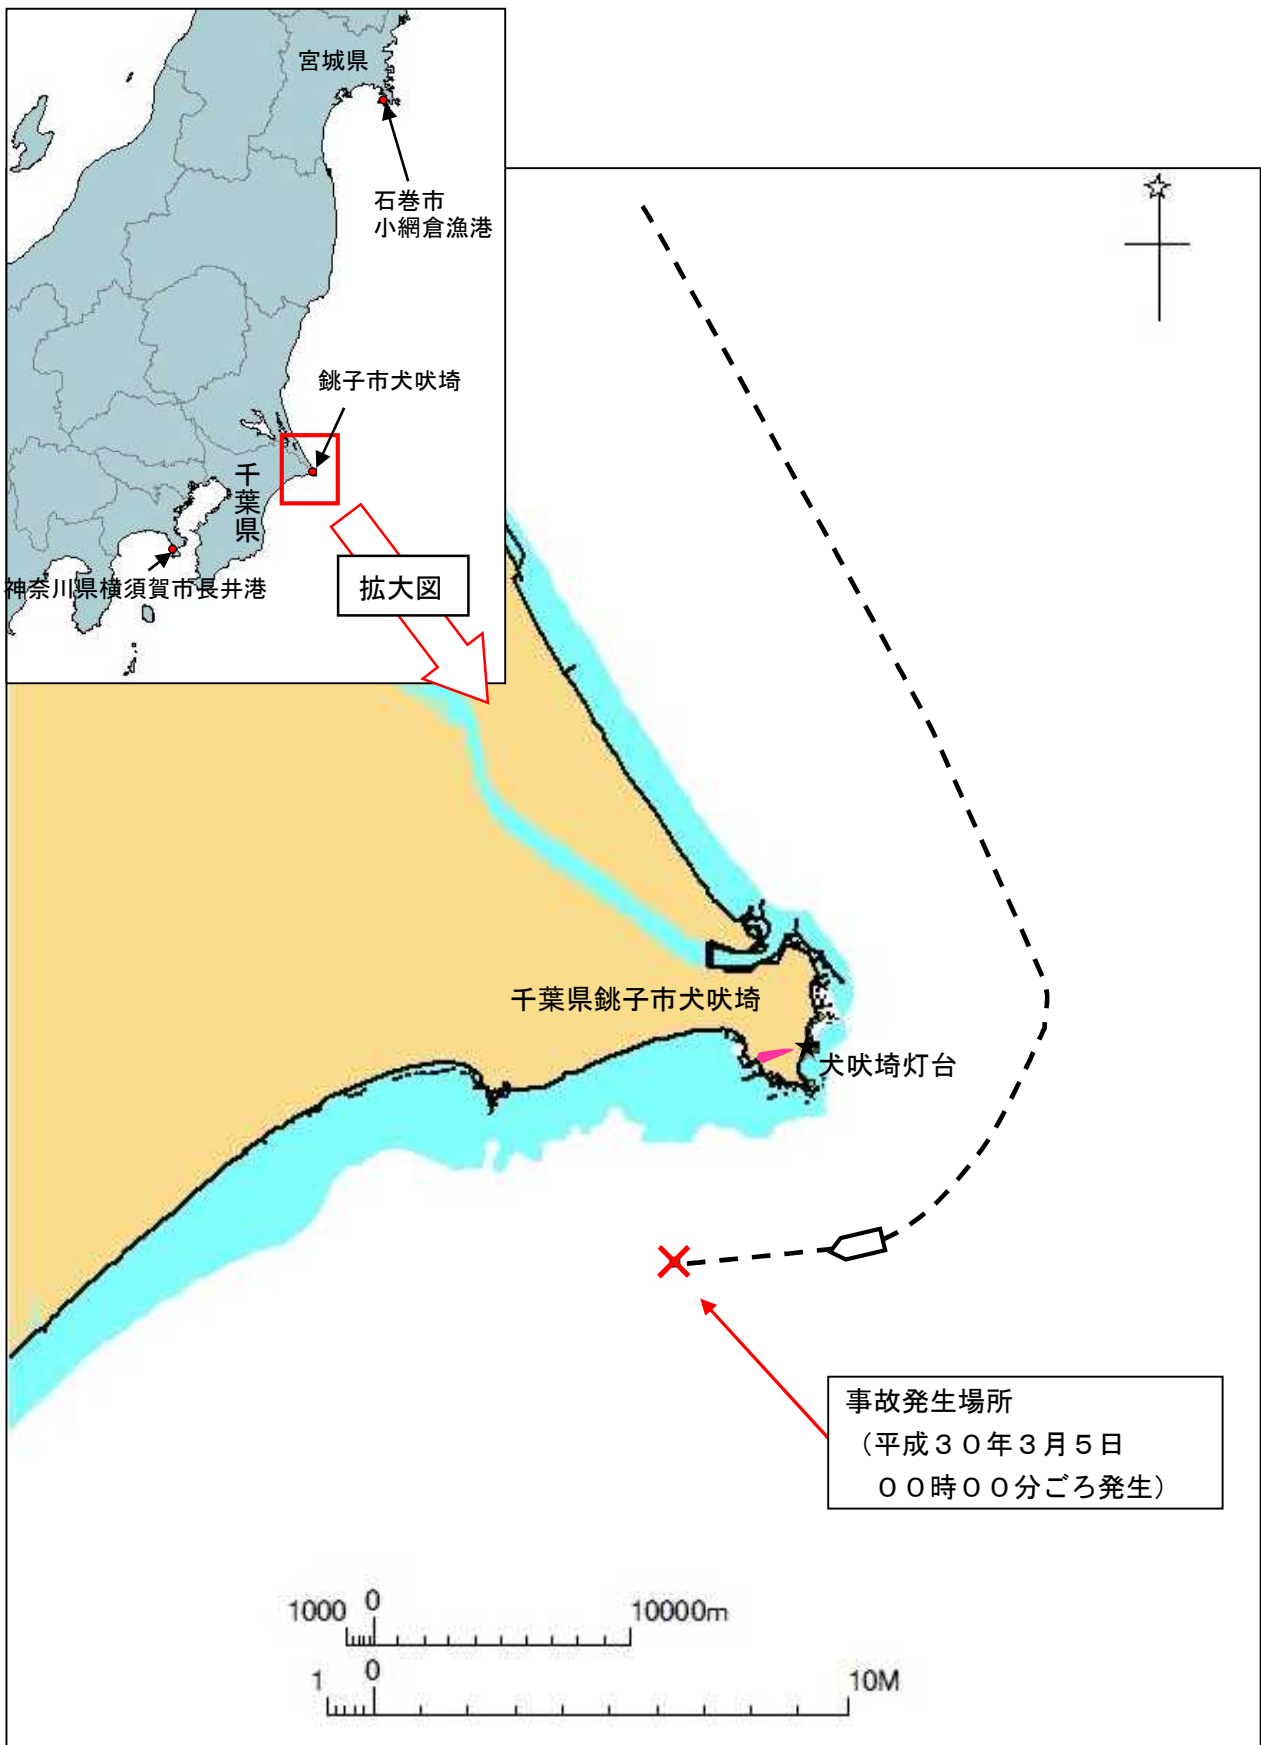 宮城県
石巻市
小網倉漁港
銚子市犬吠埼
千葉県
神奈川県横須賀市長井港
拡大図
千葉県銚子市犬吠埼
犬吠埼灯台
事故発生場所
（平成３０年３月５日
００時００分ごろ発生）
1000 0 10000m
1 0 10M